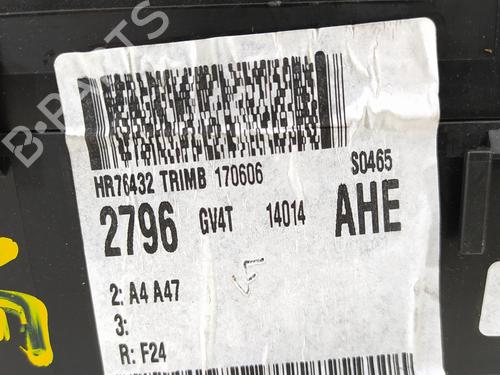 B-PARTS
HR76432 TRIMB 170606 S0465
2796 GV4T 14014 AHE
2: A4 A47
3:
R: F24